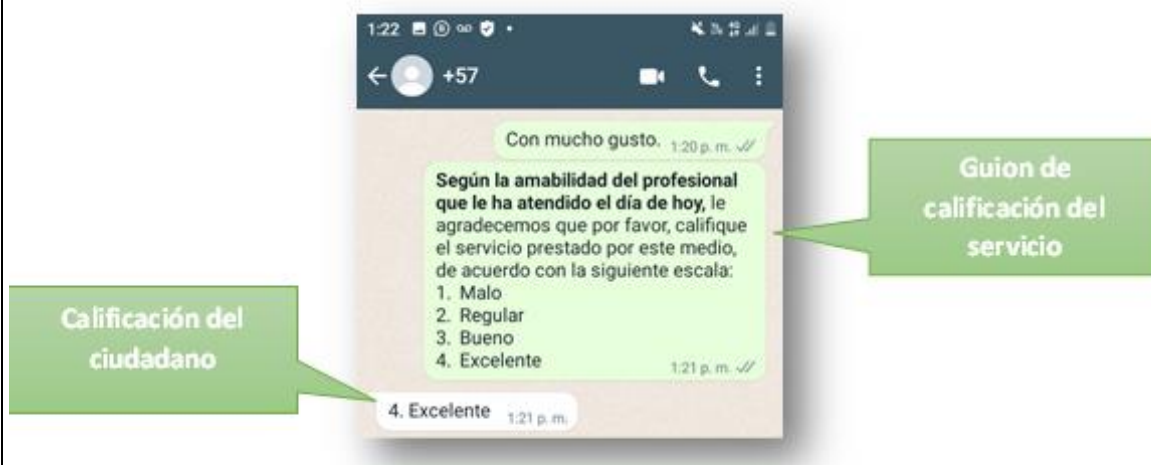 1:22
+57
Con mucho gusto. 1:20 p. m.
Según la amabilidad del profesional
que le ha atendido el día de hoy, le
agradecemos que por favor, califique
el servicio prestado por este medio,
de acuerdo con la siguiente escala:
1. Malo
2. Regular
3. Bueno
4. Excelente
1:21 p. m.
Guion de
calificación del
servicio
Calificación del
ciudadano
4. Excelente 1:21 p. m.